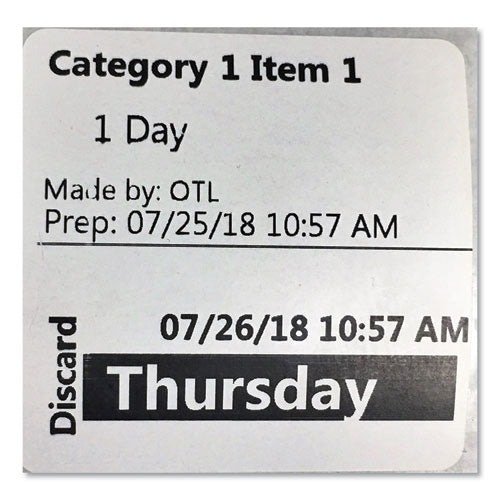 Category 1 Item 1
1 Day
Made by: OTL
Prep: 07/25/18 10:57 AM
Discard
07/26/18 10:57 AM
Thursday